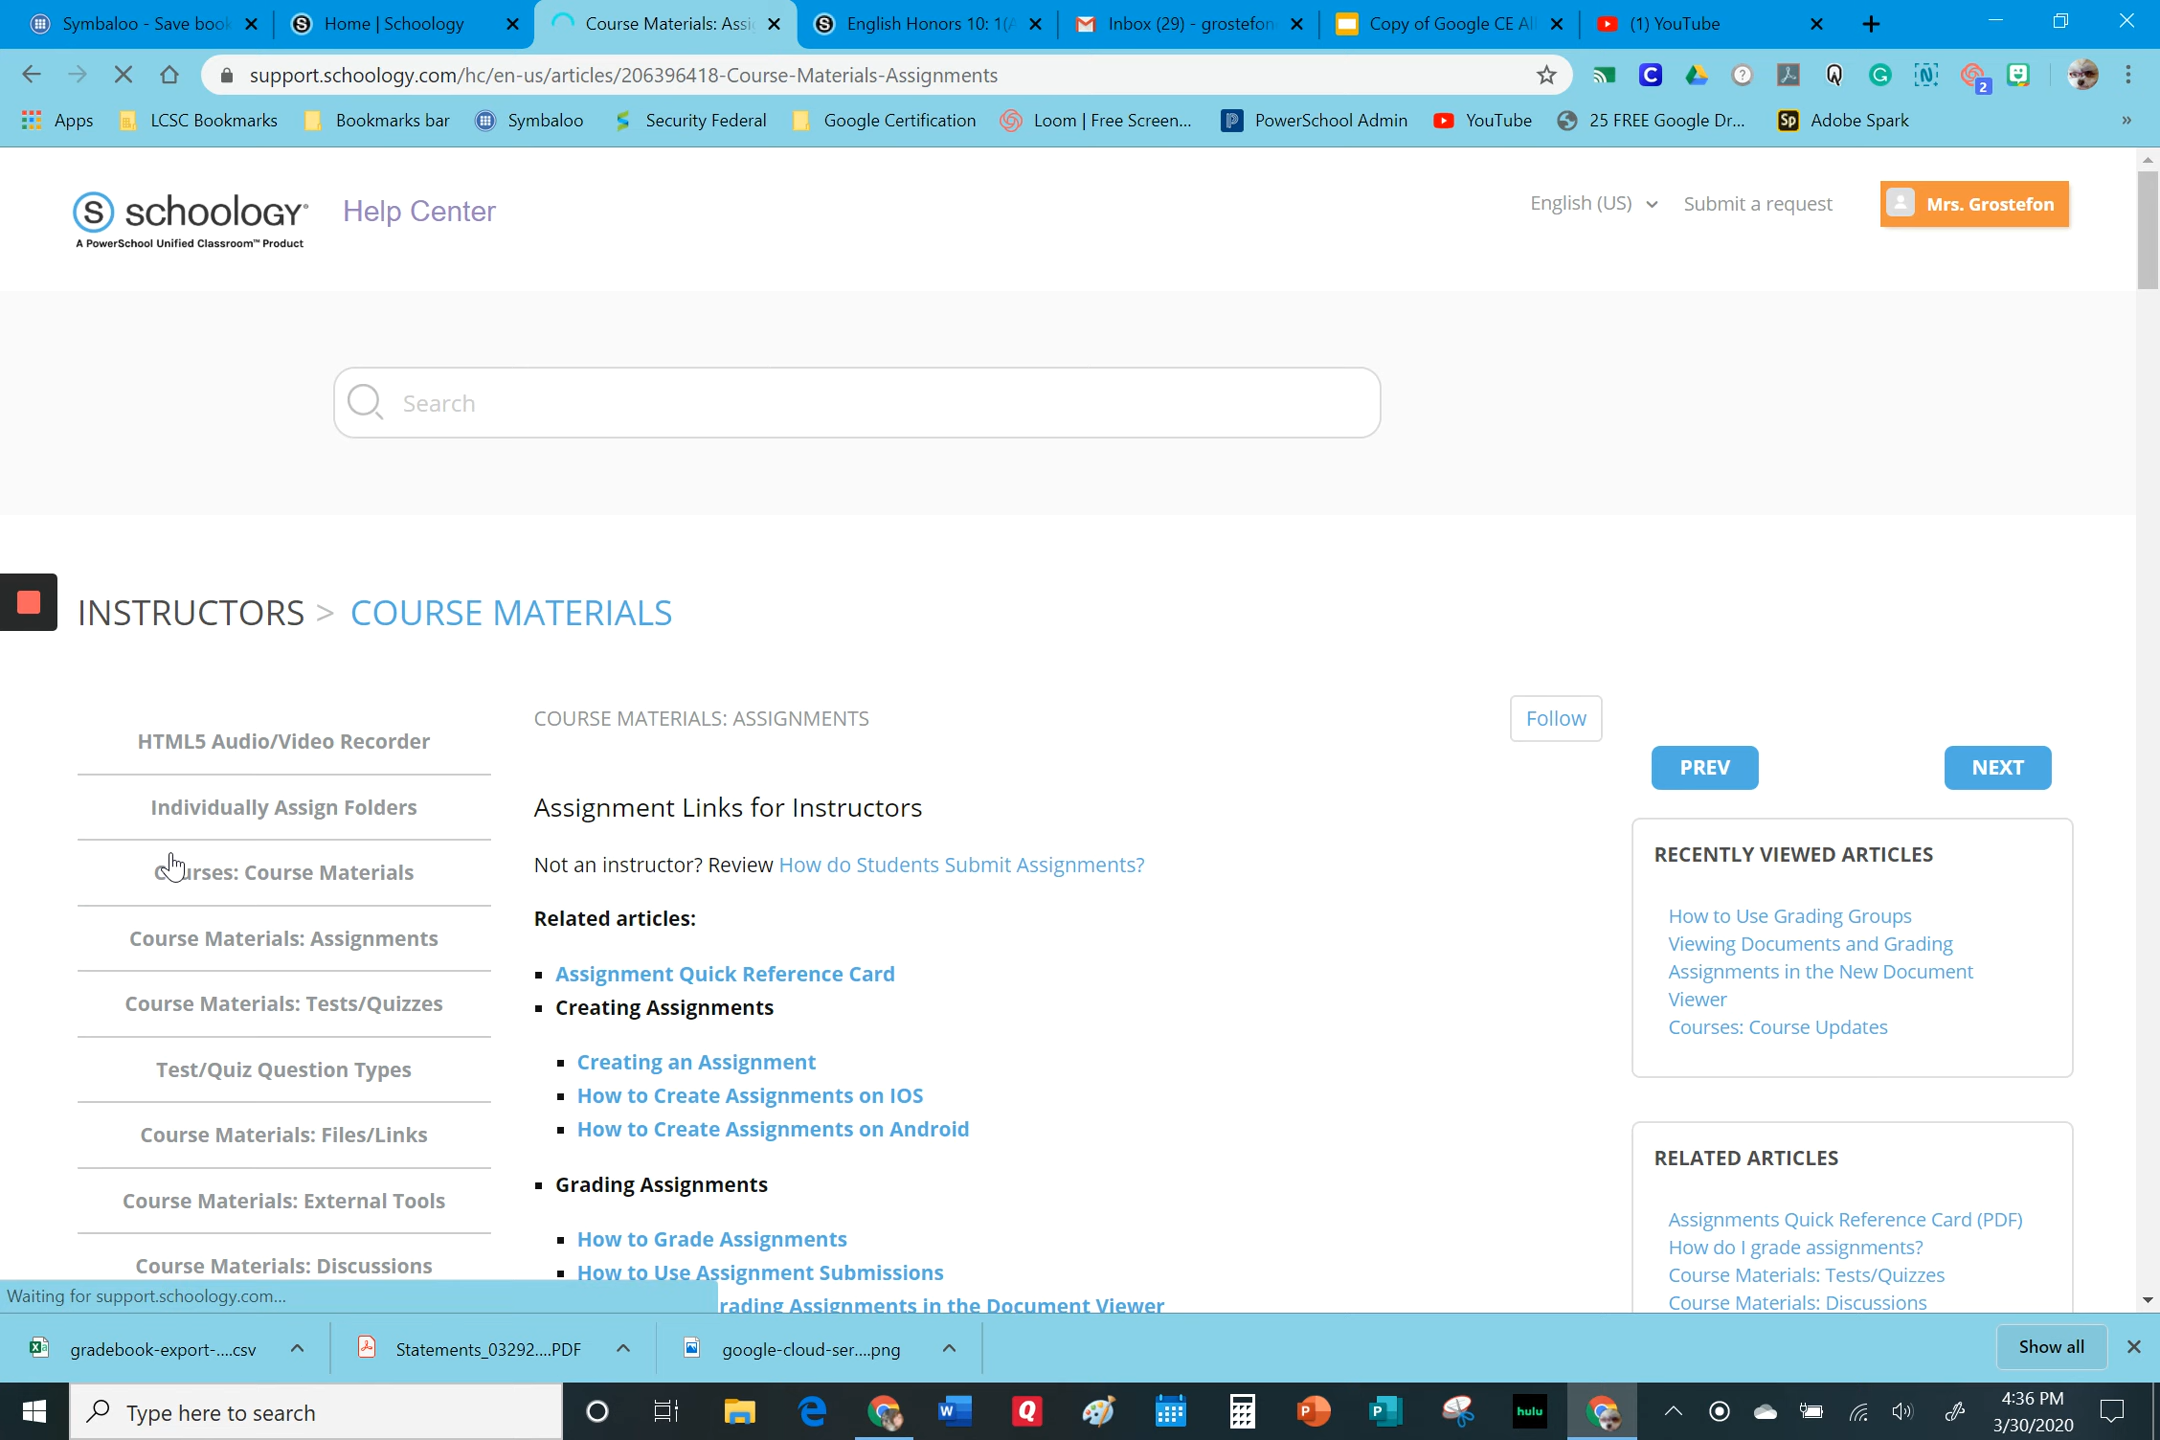 Symbaloo - Save book
Home | Schoology
Course Materials: Assi
English Honors 10: 1(A
Inbox (29) - grostefon
Copy of Google CE All
(1) YouTube
support.schoology.com/hc/en-us/articles/206396418-Course-Materials-Assignments
2
Apps
LCSC Bookmarks
Bookmarks bar
Symbaloo
Security Federal
Google Certification
Loom | Free Screen...
PowerSchool Admin
YouTube
25 FREE Google Dr...
Adobe Spark
»
schoology
A PowerSchool Unified Classroom™ Product
Help Center
English (US)
Submit a request
Mrs. Grostefon
Search
INSTRUCTORS > COURSE MATERIALS
HTML5 Audio/Video Recorder
Individually Assign Folders
Courses: Course Materials
Course Materials: Assignments
Course Materials: Tests/Quizzes
Test/Quiz Question Types
Course Materials: Files/Links
Course Materials: External Tools
Course Materials: Discussions
COURSE MATERIALS: ASSIGNMENTS
Follow
Assignment Links for Instructors
Not an instructor? Review How do Students Submit Assignments?
Related articles:
Assignment Quick Reference Card
Creating Assignments
Creating an Assignment
How to Create Assignments on IOS
How to Create Assignments on Android
Grading Assignments
How to Grade Assignments
How to Use Assignment Submissions
rading Assignments in the Document Viewer
PREV
NEXT
RECENTLY VIEWED ARTICLES
How to Use Grading Groups
Viewing Documents and Grading
Assignments in the New Document
Viewer
Courses: Course Updates
RELATED ARTICLES
Assignments Quick Reference Card (PDF)
How do I grade assignments?
Course Materials: Tests/Quizzes
Course Materials: Discussions
Waiting for support.schoology.com...
gradebook-export-....csv
Statements_03292....PDF
google-cloud-ser....png
Show all
Type here to search
hulu
4:36 PM
3/30/2020